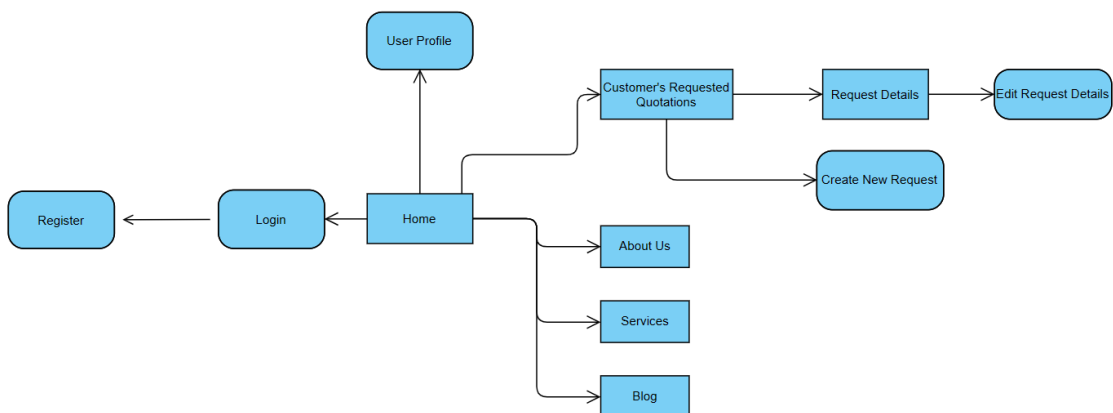 User Profile
Customer's Requested
Quotations
Request Details
Edit Request Details
Create New Request
Register
Login
Home
About Us
Services
Blog